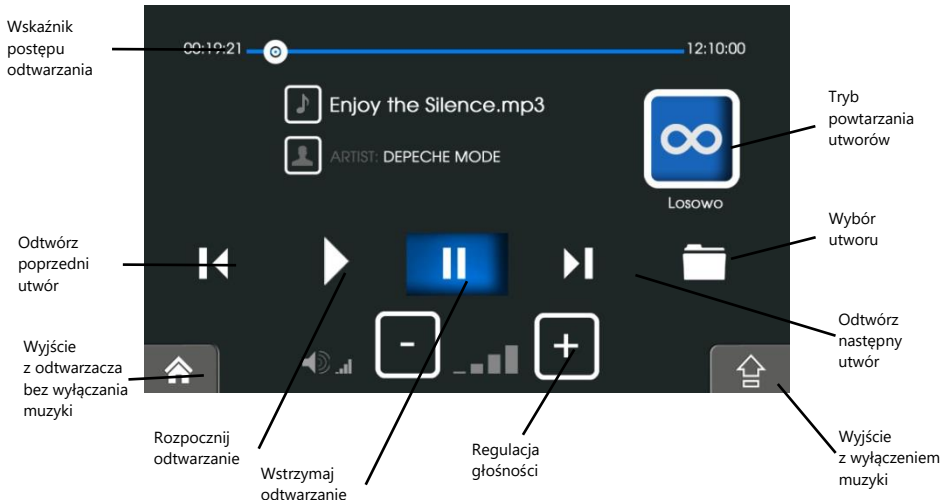 Wskaźnik
postępu
odtwarzania
00:19:21
12:10:00
Enjoy the Silence.mp3
ARTIST: DEPECHE MODE
Losowo
Tryb
powtarzania
utworów
Wybór
utworu
Odtwórz
poprzedni
utwór
Odtwórz
następny
utwór
Wyjście
z odtwarzacza
bez wyłączania
muzyki
-
+
Rozpocznij
odtwarzanie
Wstrzymaj
odtwarzanie
Regulacja
głośności
Wyjście
z wyłączeniem
muzyki